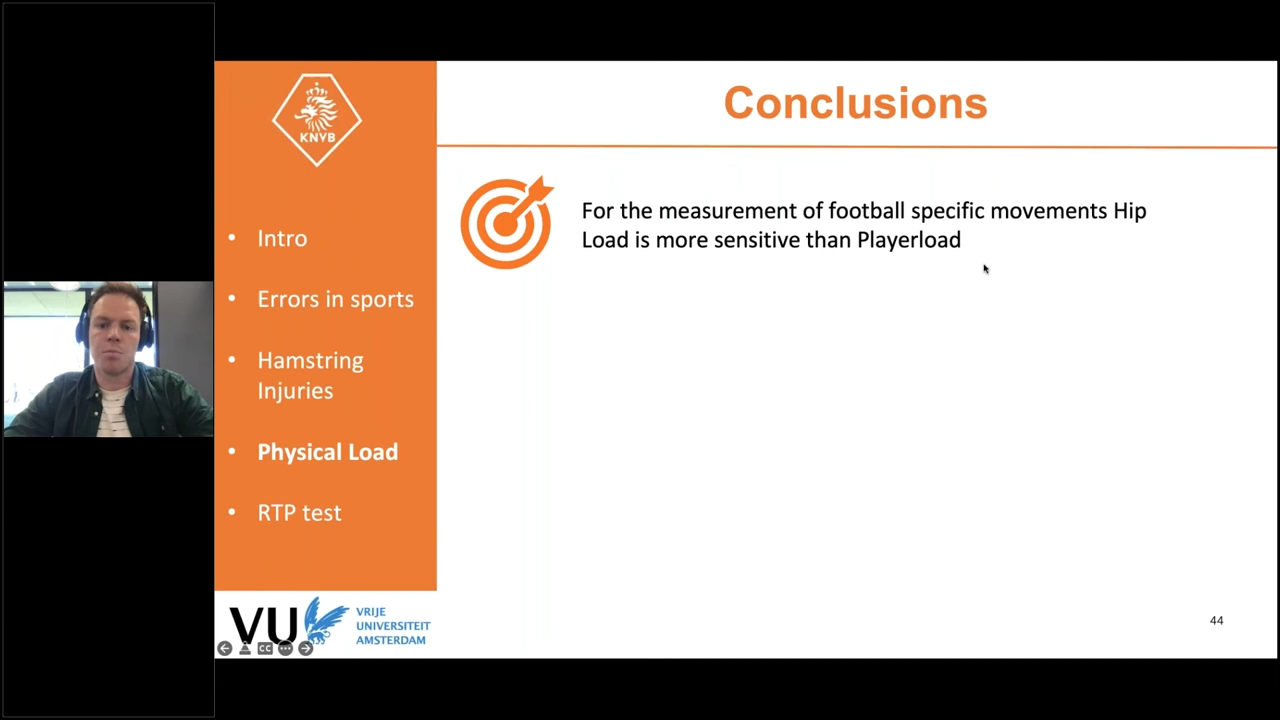 KNVB
• Intro
• Errors in sports
• Hamstring
Injuries
• Physical Load
• RTP test
VU
VRIJE
UNIVERSITEIT
AMSTERDAM
CC
Conclusions
For the measurement of football specific movements Hip
Load is more sensitive than Playerload
44